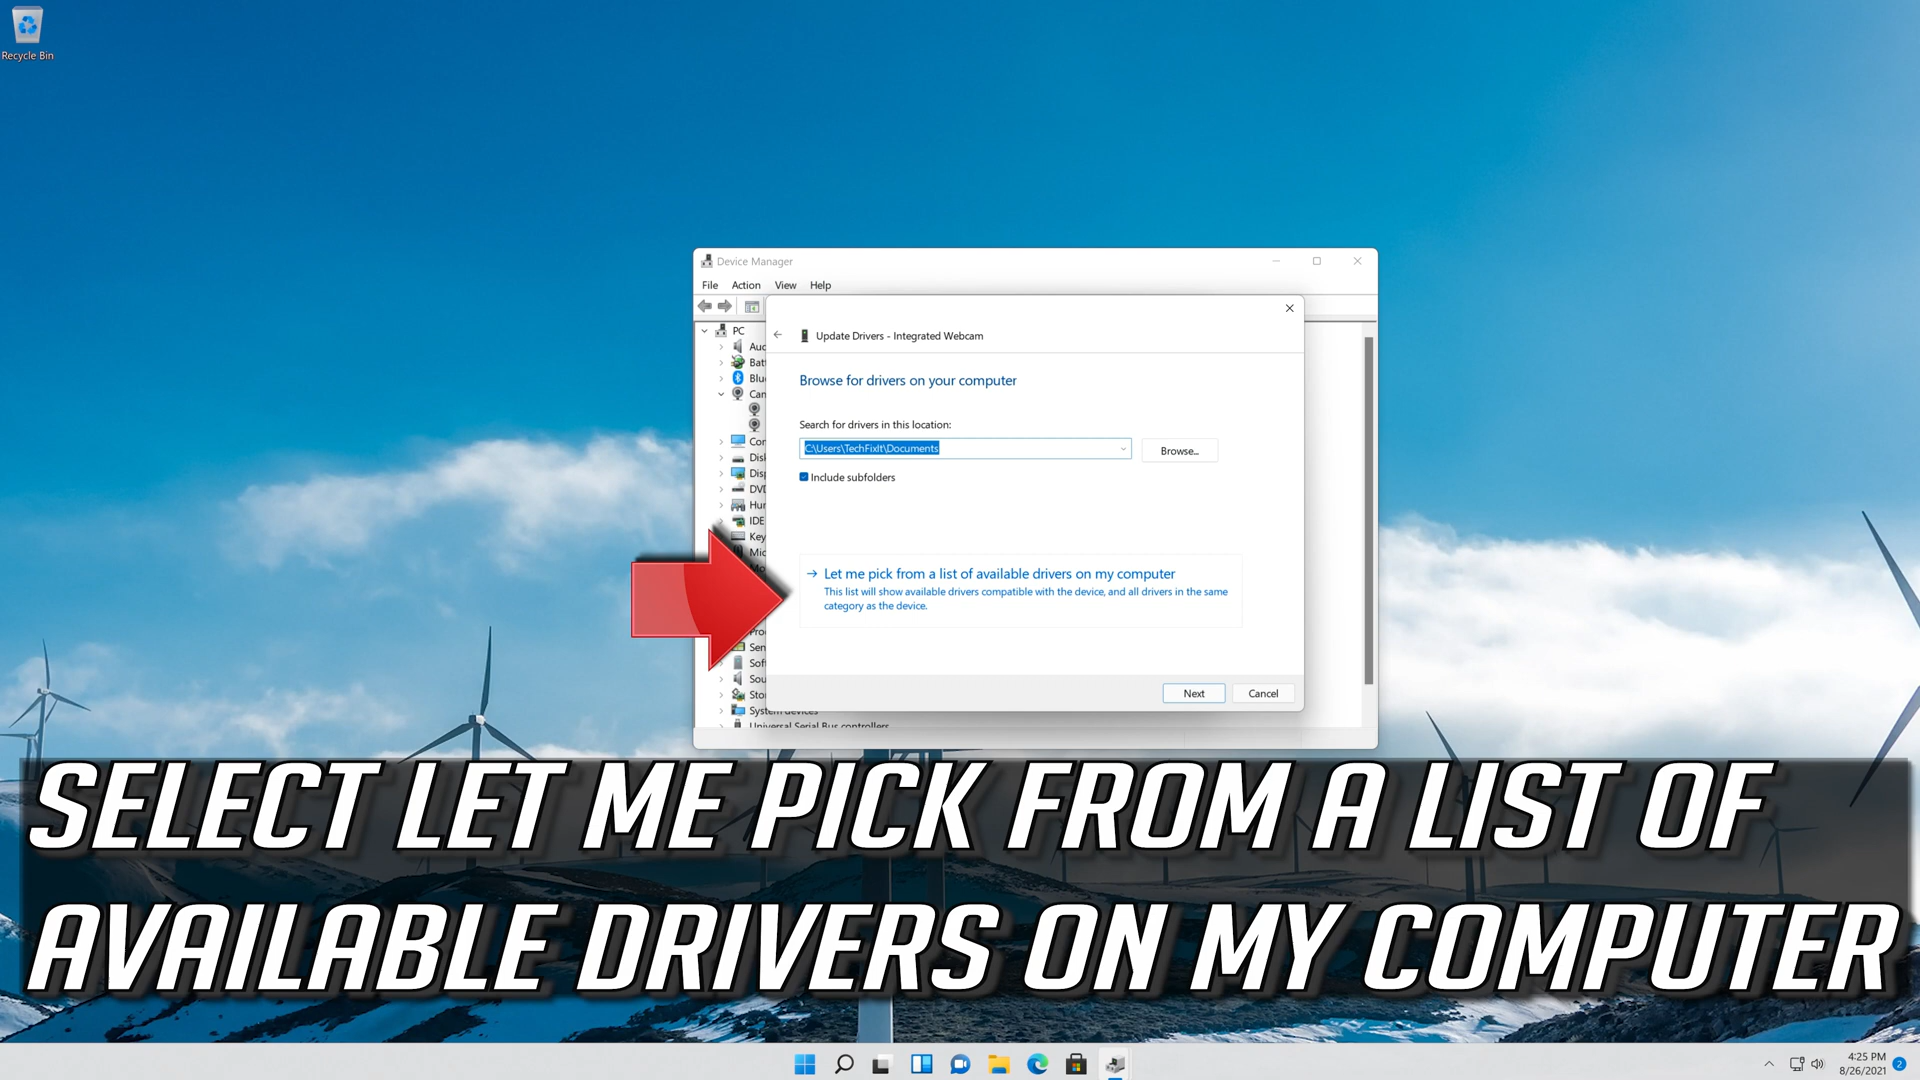 Recycle Bin
Device Manager
File Action View Help
PC
Update Drivers - Integrated Webcam
Browse for drivers on your computer
Search for drivers in this location:
C:\Users\TechFixIt\Documents
Browse...
Include subfolders
Let me pick from a list of available drivers on my computer
This list will show available drivers compatible with the device, and all drivers in the same
category as the device.
Next Cancel
System devices
Universal Serial Bus controllers
SELECT LET ME PICK FROM A LIST OF
AVAILABLE DRIVERS ON MY COMPUTER
4:25 PM
8/26/2021
2